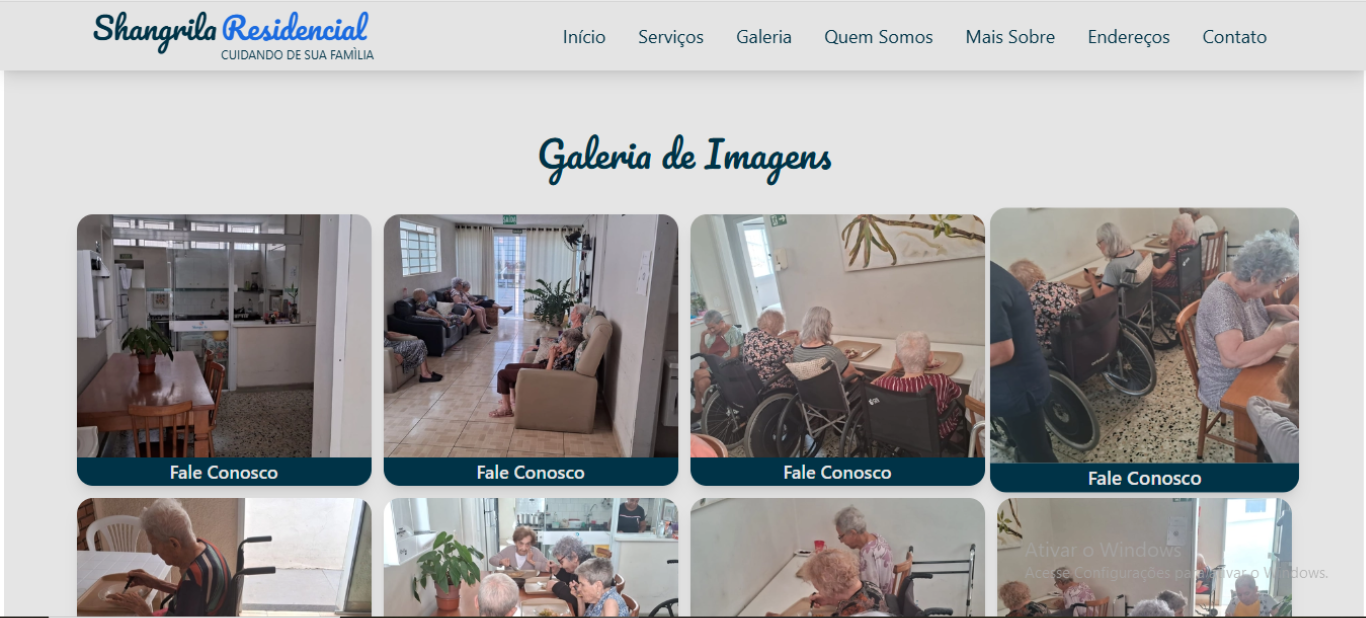 Shangrila Residencial
CUIDANDO DE SUA FAMÌLIA
Início Serviços Galeria Quem Somos Mais Sobre Endereços Contato
Galeria de Imagens
Fale Conosco Fale Conosco Fale Conosco Fale Conosco
Ativar o Windows
Acesse Configurações para ativar o Windows.